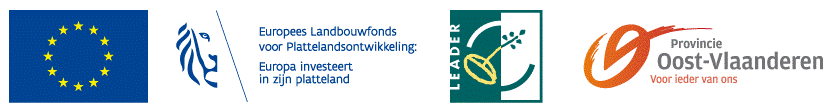 Europees Landbouwfonds
voor Plattelandsontwikkeling:
Europa investeert
in zijn platteland
LEADER
Provincie
Oost-Vlaanderen
Voor ieder van ons